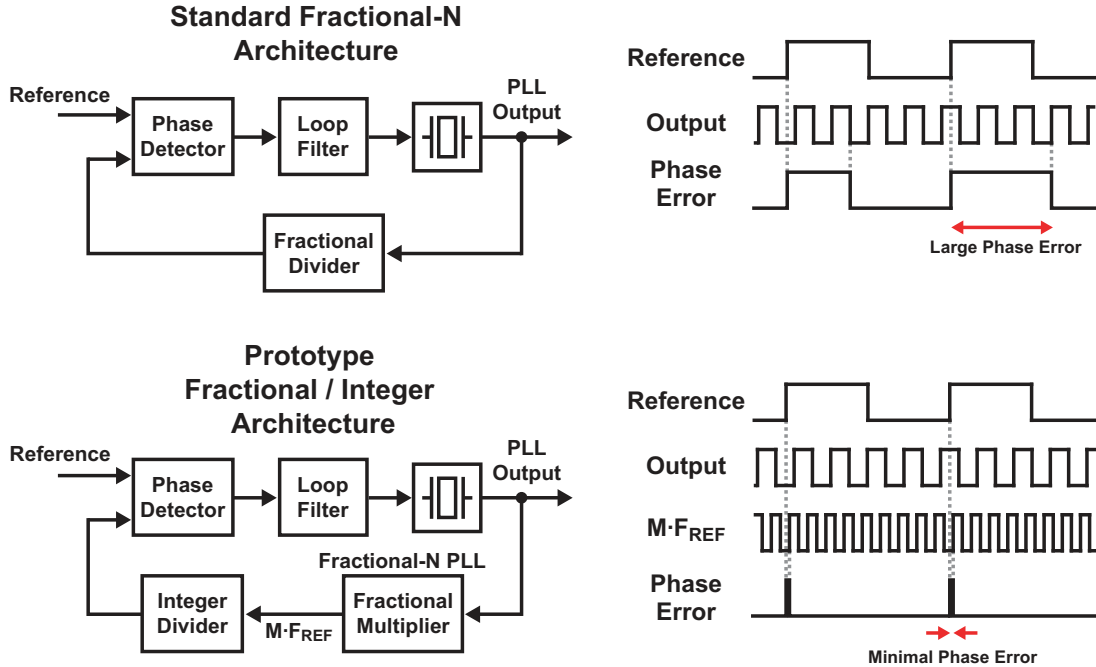 Standard Fractional-N
Architecture
Reference
Phase
Detector
Loop
Filter
PLL
Output
Fractional
Divider
Reference
Output
Phase
Error
Large Phase Error
Prototype
Fractional / Integer
Architecture
Reference
Phase
Detector
Loop
Filter
PLL
Output
Fractional-N PLL
Integer
Divider
M·FREF
Fractional
Multiplier
Reference
Output
M·FREF
Phase
Error
Minimal Phase Error